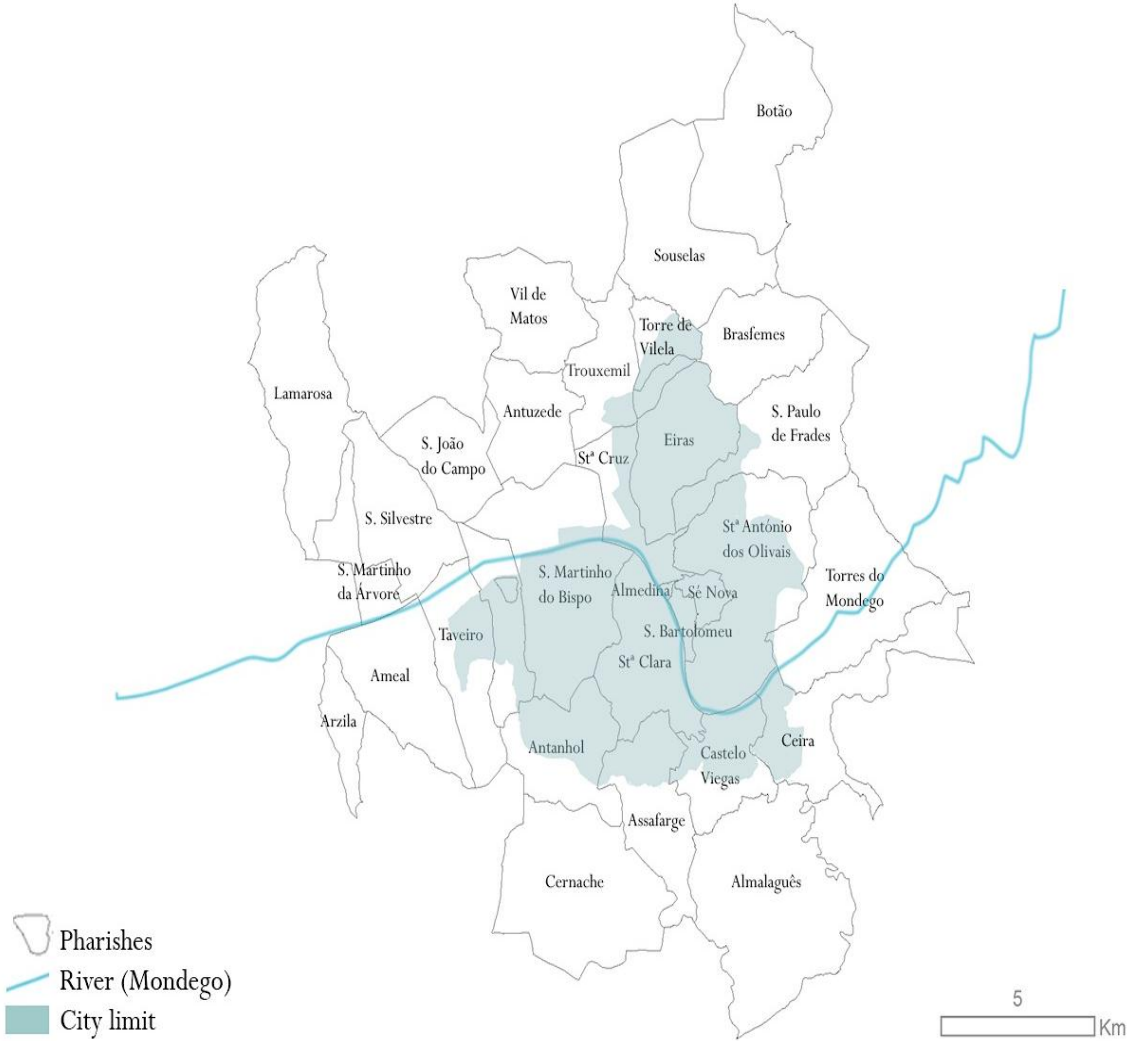 Botão
Souselas
Vil de
Matos
Torre de
Vilela
Brasfemes
Trouxemil
Lamarosa
Antuzede
S. Paulo
de Frades
S. João
do Campo
Eiras
Stª Cruz
S. Silvestre
Stª António
dos Olivais
S. Martinho
da Árvore
S. Martinho
do Bispo
Almedina
Sé Nova
Torres do
Mondego
Taveiro
S. Bartolomeu
Stª Clara
Ameal
Arzila
Antanhol
Castelo
Viegas
Ceira
Assafarge
Cernache
Almalaguês
Pharishes
River (Mondego)
City limit
5
Km